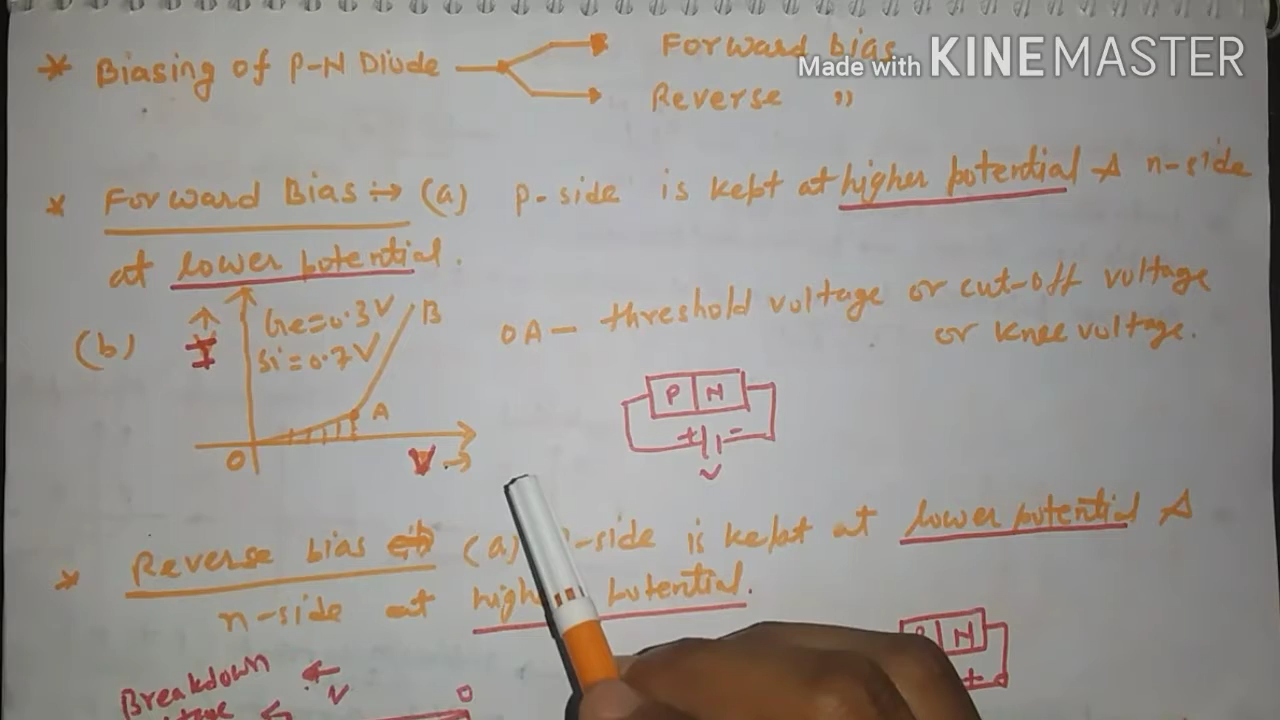 * Biasing of P-N Diode Forward bias
Made with KINEMASTER
Reverse "
* Forward Bias :→ (a) P-side is kept at higher potential & n-side
at lower potential.
(b) I Ge=0.3V B
Si=0.7V
OA - threshold voltage or cut-off voltage
or knee voltage.
A
P N
+ -
V
O V
* Reverse bias (a) -side is kept at lower potential &
n-side at high potential.
N
+
Breakdown V O